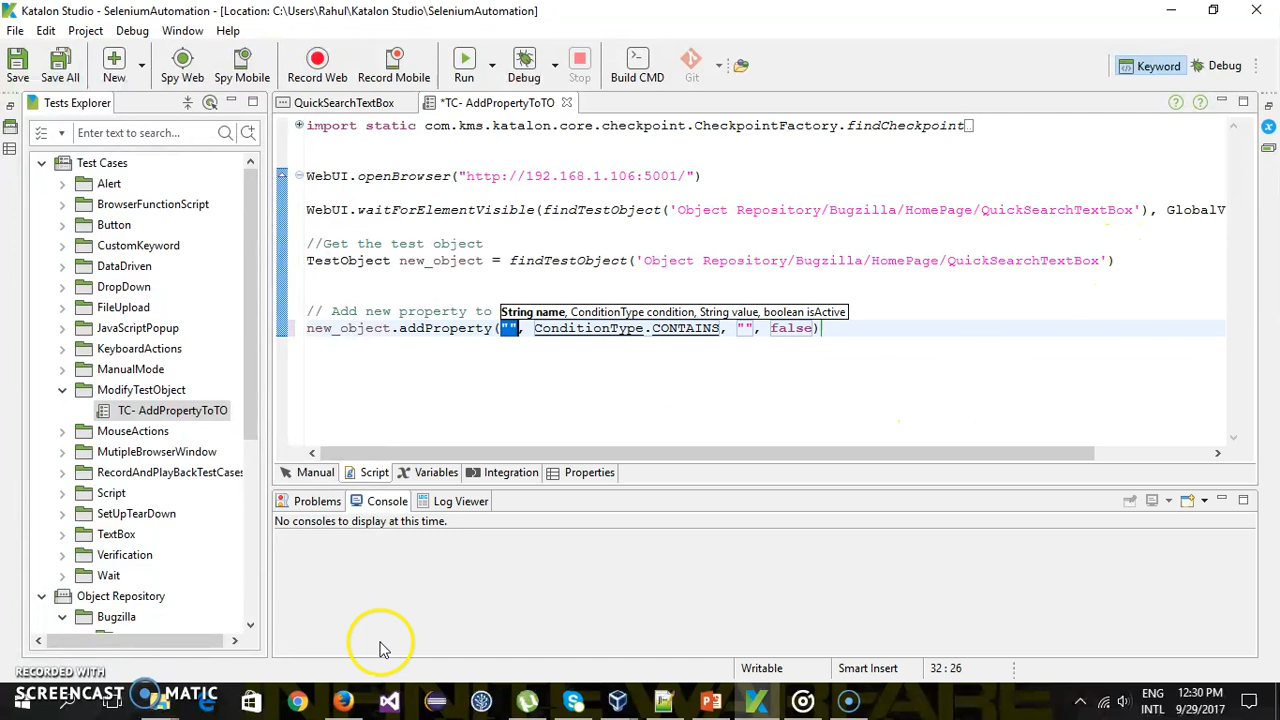 Katalon Studio - SeleniumAutomation - [Location: C:\Users\Rahul\Katalon Studio\SeleniumAutomation]
File Edit Project Debug Window Help
Save Save All New Spy Web Spy Mobile Record Web Record Mobile Run Debug Stop Build CMD Git Keyword Debug
Tests Explorer
QuickSearchTextBox *TC- AddPropertyToTO
Enter text to search...
Test Cases
Alert
BrowserFunctionScript
Button
CustomKeyword
DataDriven
DropDown
FileUpload
JavaScriptPopup
KeyboardActions
ManualMode
ModifyTestObject
TC- AddPropertyToTO
MouseActions
MutipleBrowserWindow
RecordAndPlayBackTestCases
Script
SetUpTearDown
TextBox
Verification
Wait
Object Repository
Bugzilla
import static com.kms.katalon.core.checkpoint.CheckpointFactory.findCheckpoint
WebUI.openBrowser("http://192.168.1.106:5001/")
WebUI.waitForElementVisible(findTestObject('Object Repository/Bugzilla/HomePage/QuickSearchTextBox'), GlobalV
//Get the test object
TestObject new_object = findTestObject('Object Repository/Bugzilla/HomePage/QuickSearchTextBox')
// Add new property to
String name, ConditionType condition, String value, boolean isActive
new_object.addProperty("", ConditionType.CONTAINS, "", false)
Manual Script Variables Integration Properties
Problems Console Log Viewer
No consoles to display at this time.
Writable Smart Insert 32 : 26
RECORDED WITH
SCREENCAST MATIC
ENG
INTL
12:30 PM
9/29/2017